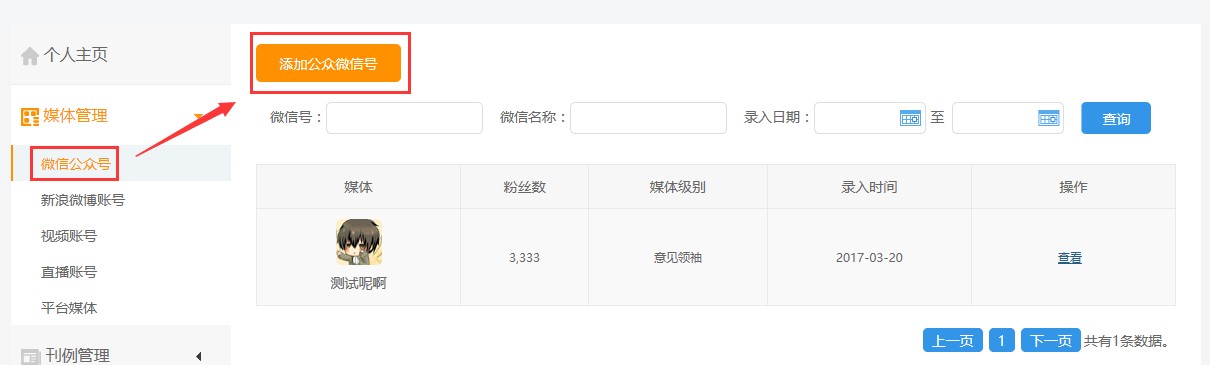 个人主页
媒体管理
微信公众号
新浪微博账号
视频账号
直播账号
平台媒体
刊例管理
添加公众微信号
微信号： 微信名称： 录入日期： 至 查询
媒体 粉丝数 媒体级别 录入时间 操作
测试呢啊 3,333 意见领袖 2017-03-20 查看
上一页 1 下一页 共有1条数据。